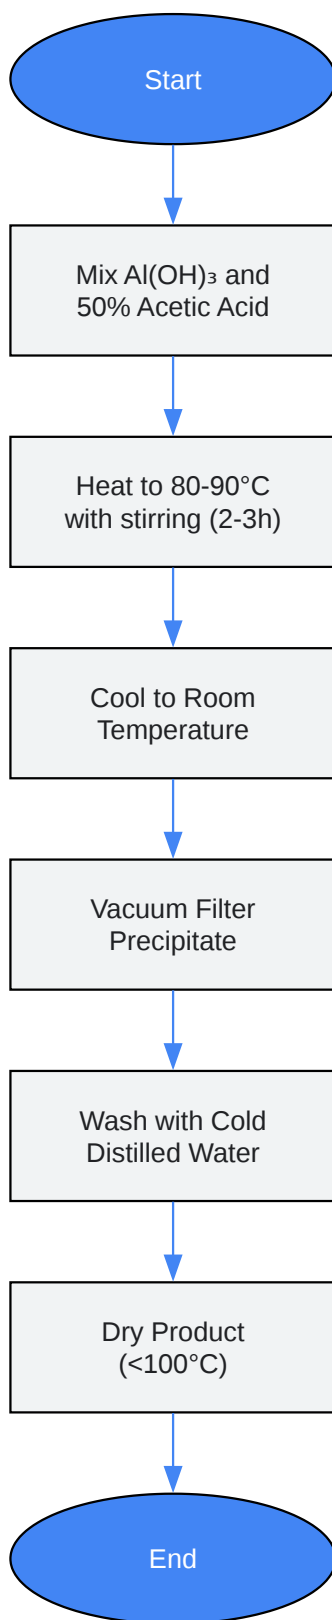 Start
Mix Al(OH)₃ and
50% Acetic Acid
Heat to 80-90°C
with stirring (2-3h)
Cool to Room
Temperature
Vacuum Filter
Precipitate
Wash with Cold
Distilled Water
Dry Product
(<100°C)
End